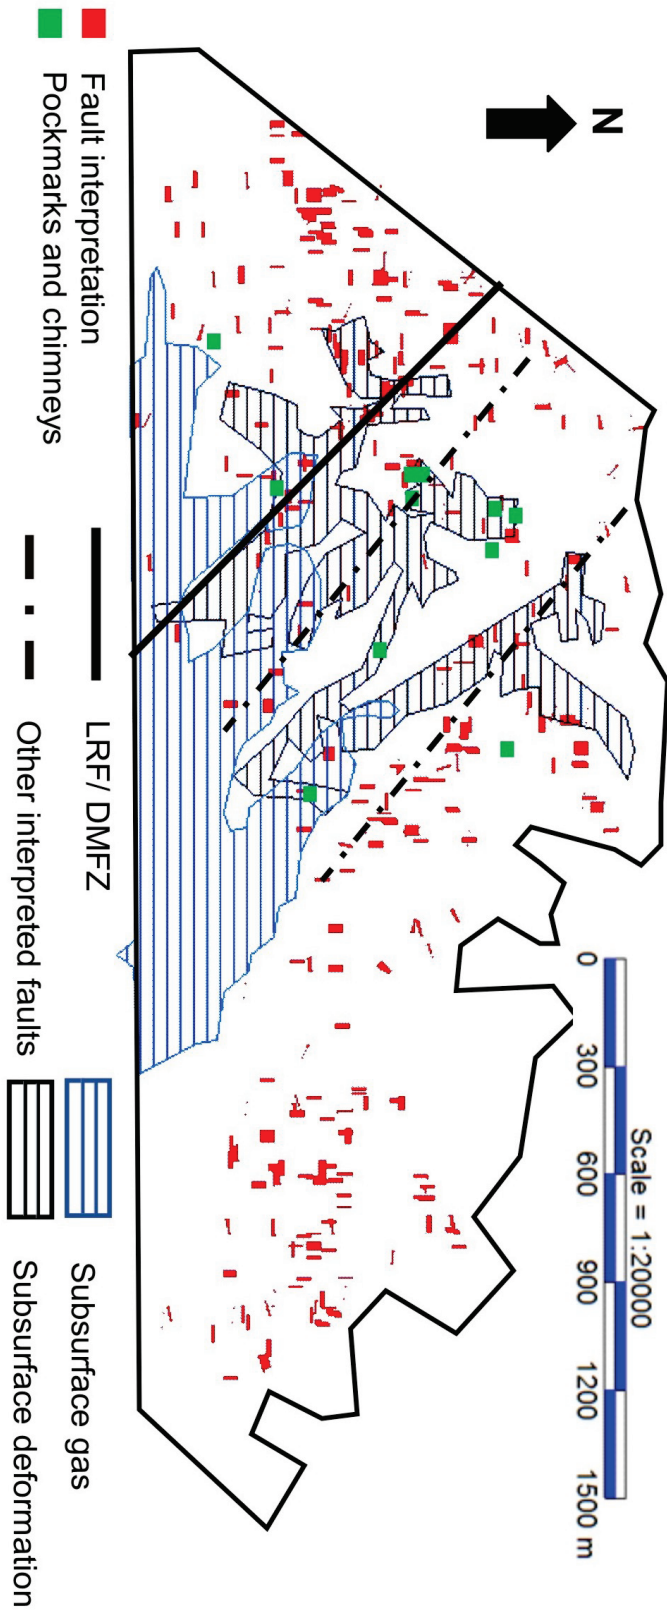 N
Scale = 1:20000
0 300 600 900 1200 1500 m
Fault interpretation
Pockmarks and chimneys
LRF/ DMFZ
Other interpreted faults
Subsurface gas
Subsurface deformation